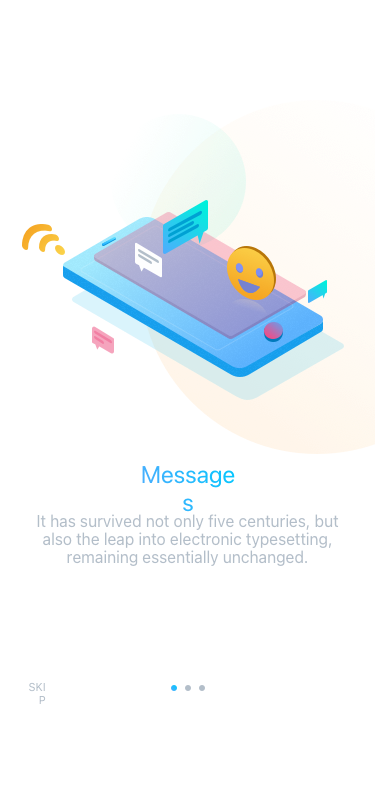 Message
s
It has survived not only five centuries, but
also the leap into electronic typesetting,
remaining essentially unchanged.
SKI
P